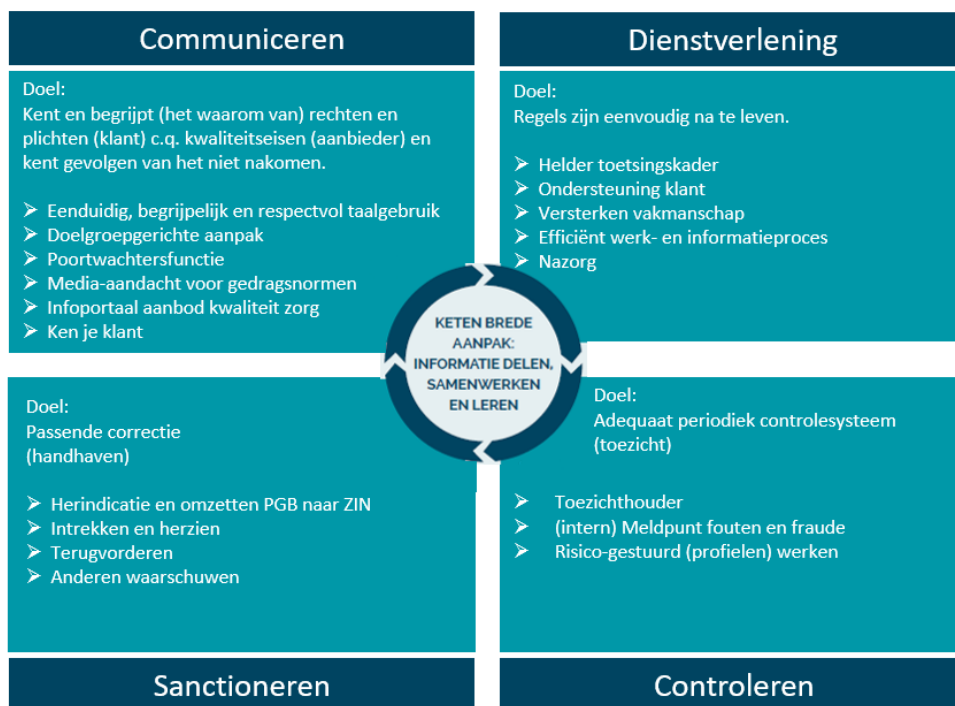 Communiceren
Doel:
Kent en begrijpt (het waarom van) rechten en
plichten (klant) c.q. kwaliteitseisen (aanbieder) en
kent gevolgen van het niet nakomen.
➢ Eenduidig, begrijpelijk en respectvol taalgebruik
➢ Doelgroepgerichte aanpak
➢ Poortwachtersfunctie
➢ Media-aandacht voor gedragsnormen
➢ Infoportaal aanbod kwaliteit zorg
➢ Ken je klant
Dienstverlening
Doel:
Regels zijn eenvoudig na te leven.
➢ Helder toetsingskader
➢ Ondersteuning klant
➢ Versterken vakmanschap
➢ Efficiënt werk- en informatieproces
➢ Nazorg
KETEN BREDE
AANPAK:
INFORMATIE DELEN,
SAMENWERKEN
EN LEREN
Doel:
Passende correctie
(handhaven)
➢ Herindicatie en omzetten PGB naar ZIN
➢ Intrekken en herzien
➢ Terugvorderen
➢ Anderen waarschuwen
Sanctioneren
Doel:
Adequaat periodiek controlesysteem
(toezicht)
➢ Toezichthouder
➢ (intern) Meldpunt fouten en fraude
➢ Risico-gestuurd (profielen) werken
Controleren